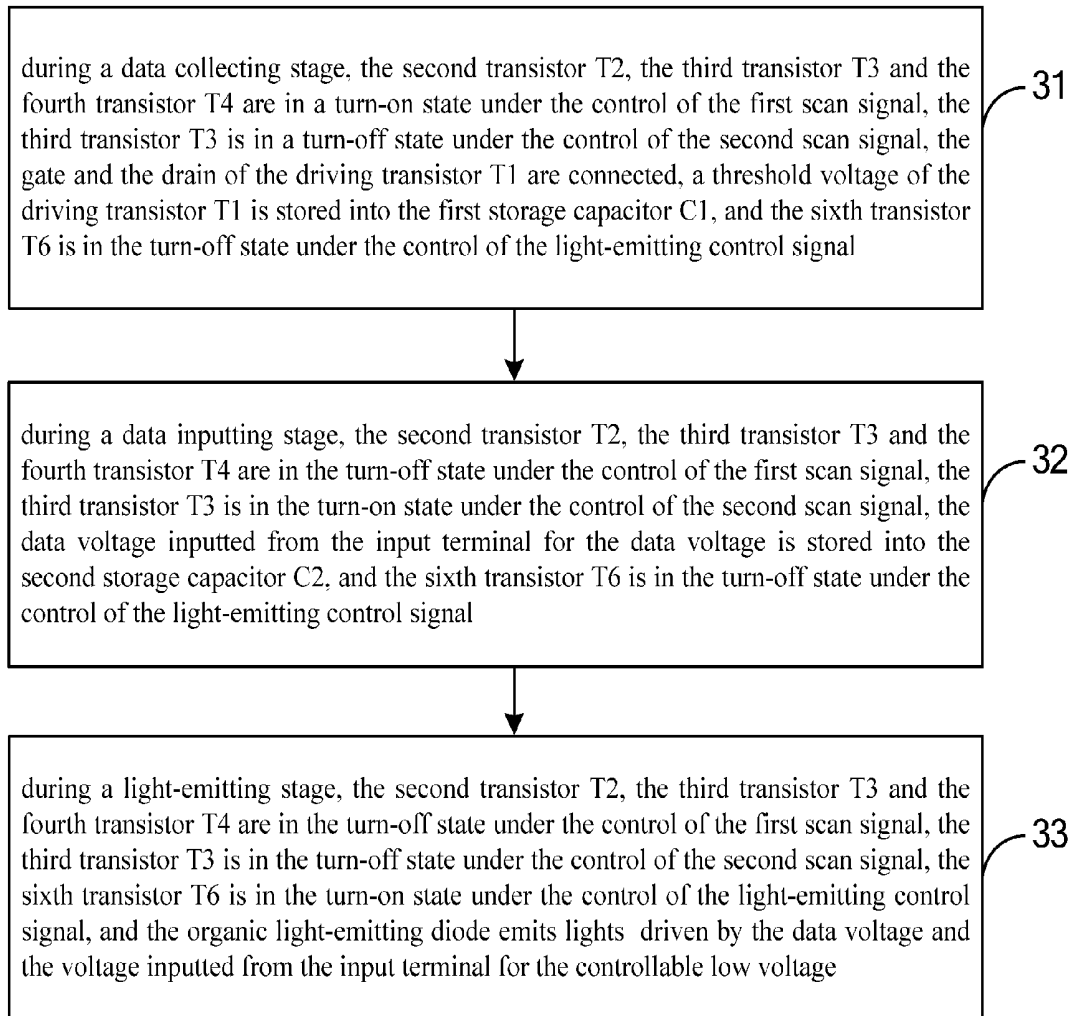 during a data collecting stage, the second transistor T2, the third transistor T3 and the
fourth transistor T4 are in a turn-on state under the control of the first scan signal, the
third transistor T3 is in a turn-off state under the control of the second scan signal, the
gate and the drain of the driving transistor T1 are connected, a threshold voltage of the
driving transistor T1 is stored into the first storage capacitor C1, and the sixth transistor
T6 is in the turn-off state under the control of the light-emitting control signal
31
during a data inputting stage, the second transistor T2, the third transistor T3 and the
fourth transistor T4 are in the turn-off state under the control of the first scan signal, the
third transistor T3 is in the turn-on state under the control of the second scan signal, the
data voltage inputted from the input terminal for the data voltage is stored into the
second storage capacitor C2, and the sixth transistor T6 is in the turn-off state under the
control of the light-emitting control signal
32
during a light-emitting stage, the second transistor T2, the third transistor T3 and the
fourth transistor T4 are in the turn-off state under the control of the first scan signal, the
third transistor T3 is in the turn-off state under the control of the second scan signal, the
sixth transistor T6 is in the turn-on state under the control of the light-emitting control
signal, and the organic light-emitting diode emits lights driven by the data voltage and
the voltage inputted from the input terminal for the controllable low voltage
33